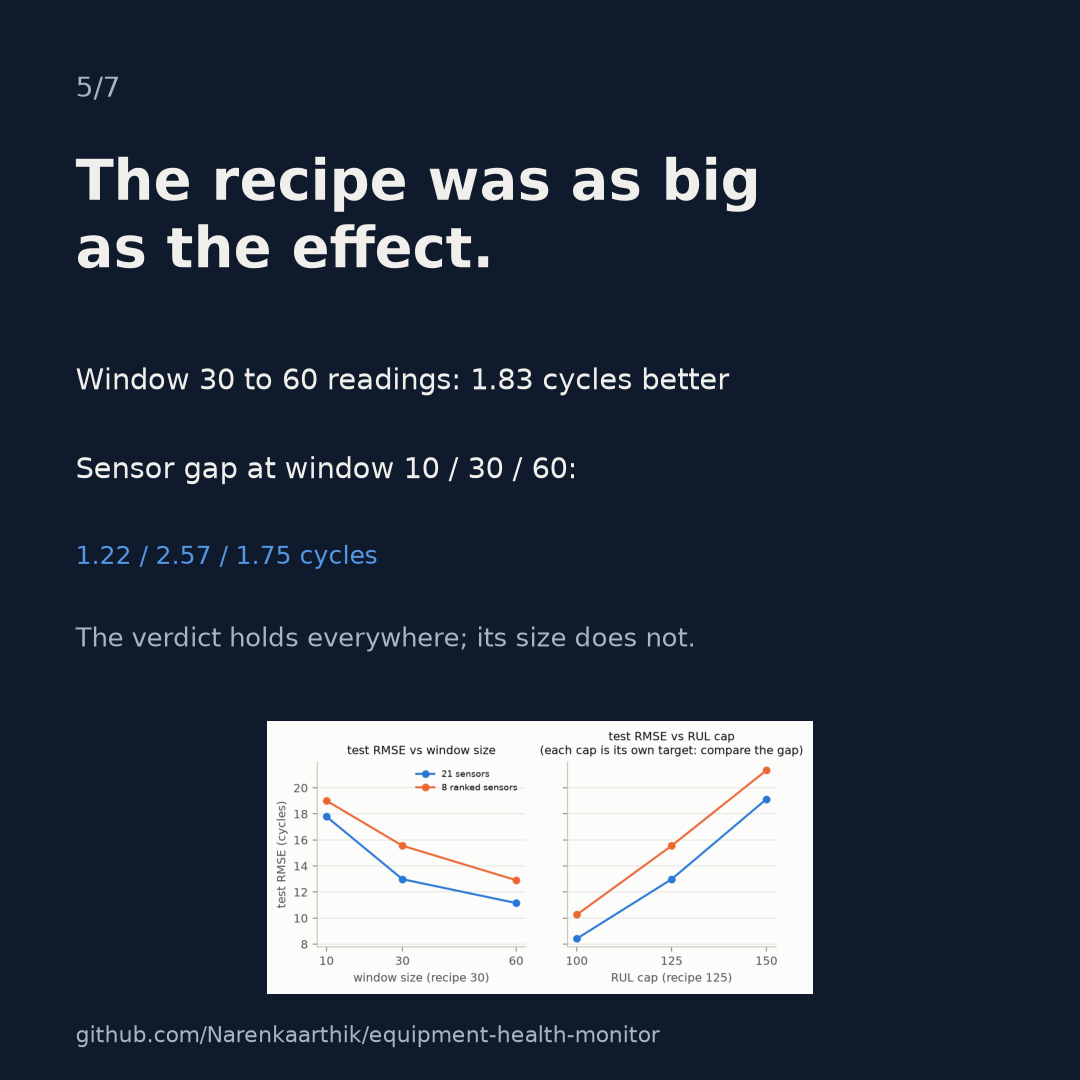 5/7
The recipe was as big
as the effect.
Window 30 to 60 readings: 1.83 cycles better
Sensor gap at window 10 / 30 / 60:
1.22 / 2.57 / 1.75 cycles
The verdict holds everywhere; its size does not.
test RMSE vs window size
21 sensors
8 ranked sensors
test RMSE (cycles)
20
18
16
14
12
10
8
10 30 60
window size (recipe 30)
test RMSE vs RUL cap
(each cap is its own target: compare the gap)
100 125 150
RUL cap (recipe 125)
github.com/Narenkaarthik/equipment-health-monitor